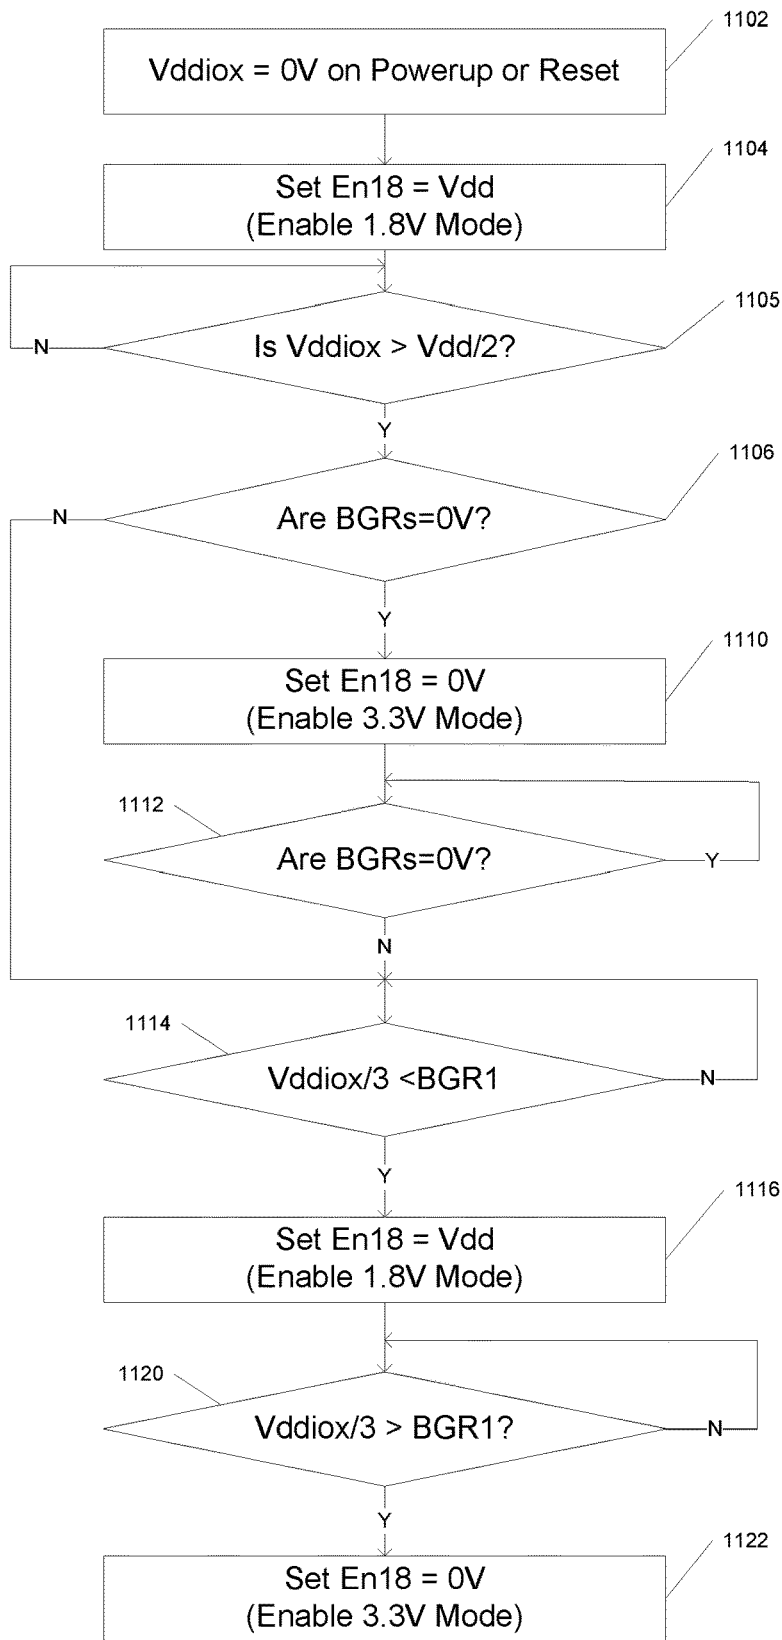 1102
Vddiox = 0V on Powerup or Reset
1104
Set En18 = Vdd
(Enable 1.8V Mode)
1105
N
Is Vddiox > Vdd/2?
Y
1106
N
Are BGRs=0V?
Y
1110
Set En18 = 0V
(Enable 3.3V Mode)
1112
Are BGRs=0V?
Y
N
1114
Vddiox/3 <BGR1
N
Y
1116
Set En18 = Vdd
(Enable 1.8V Mode)
1120
Vddiox/3 > BGR1?
N
Y
1122
Set En18 = 0V
(Enable 3.3V Mode)